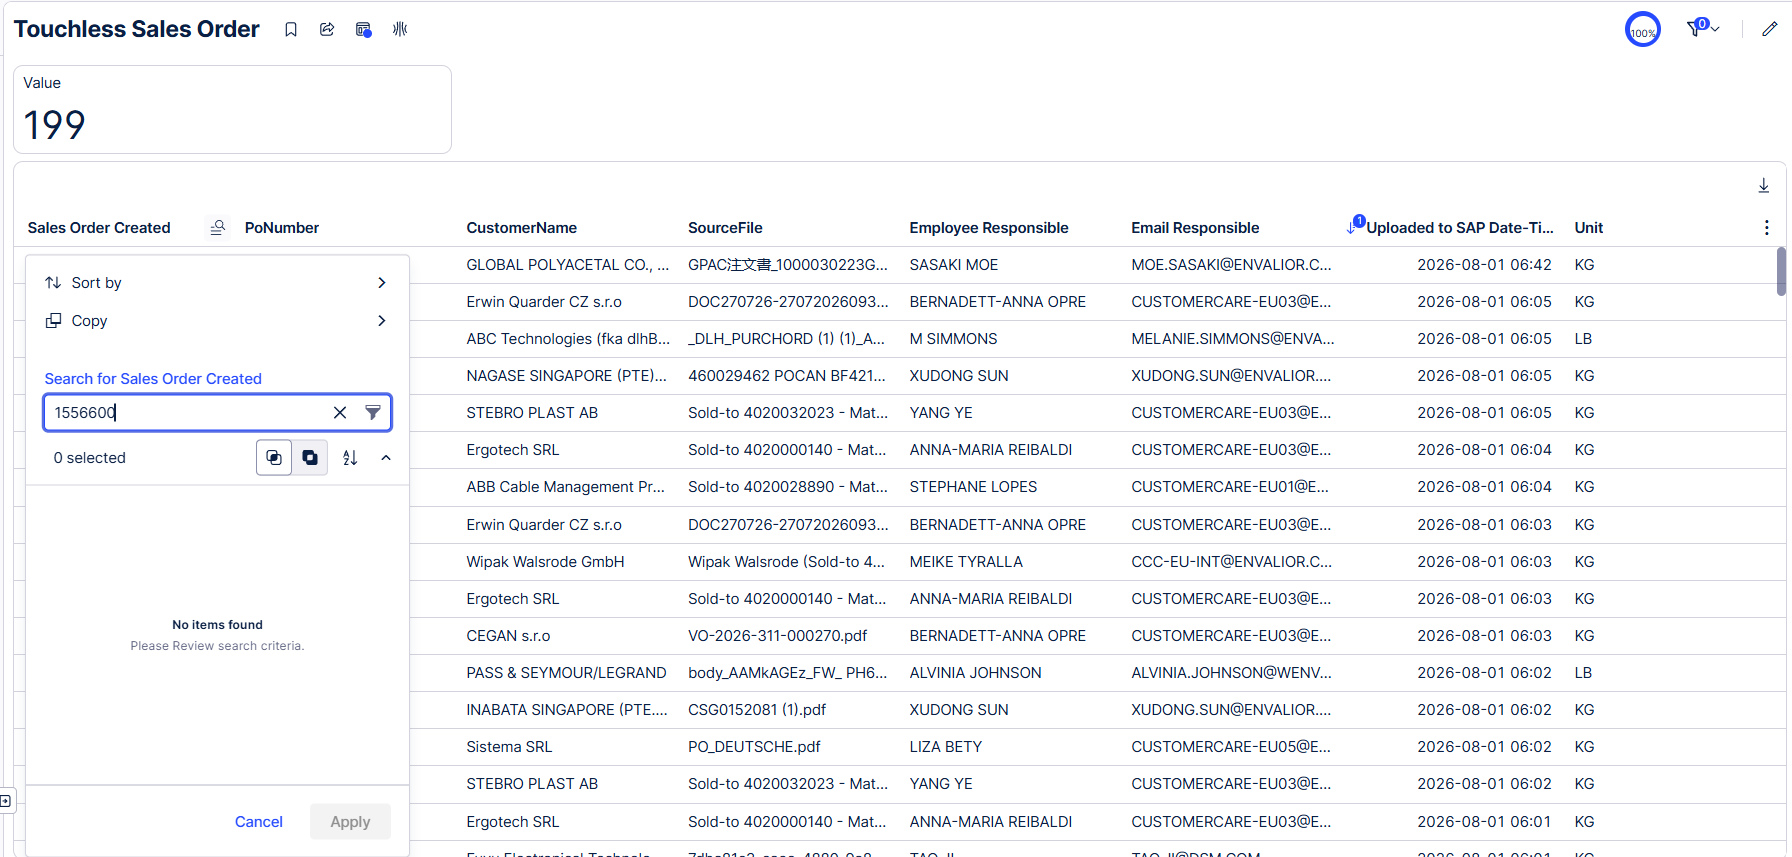 Touchless Sales Order
100%
0
Value
199
Sales Order Created PoNumber CustomerName SourceFile Employee Responsible Email Responsible 1 Uploaded to SAP Date-Ti... Unit
GLOBAL POLYACETAL CO., ... GPAC注文書_1000030223G... SASAKI MOE MOE.SASAKI@ENVALIOR.C... 2026-08-01 06:42 KG
Sort by
Erwin Quarder CZ s.r.o DOC270726-27072026093... BERNADETT-ANNA OPRE CUSTOMERCARE-EU03@E... 2026-08-01 06:05 KG
Copy
ABC Technologies (fka dlhB... _DLH_PURCHORD (1) (1)_A... M SIMMONS MELANIE.SIMMONS@ENVA... 2026-08-01 06:05 LB
Search for Sales Order Created
NAGASE SINGAPORE (PTE)... 460029462 POCAN BF421... XUDONG SUN XUDONG.SUN@ENVALIOR.... 2026-08-01 06:05 KG
1556600
STEBRO PLAST AB Sold-to 4020032023 - Mat... YANG YE CUSTOMERCARE-EU03@E... 2026-08-01 06:05 KG
0 selected
Ergotech SRL Sold-to 4020000140 - Mat... ANNA-MARIA REIBALDI CUSTOMERCARE-EU03@E... 2026-08-01 06:04 KG
ABB Cable Management Pr... Sold-to 4020028890 - Mat... STEPHANE LOPES CUSTOMERCARE-EU01@E... 2026-08-01 06:04 KG
Erwin Quarder CZ s.r.o DOC270726-27072026093... BERNADETT-ANNA OPRE CUSTOMERCARE-EU03@E... 2026-08-01 06:03 KG
Wipak Walsrode GmbH Wipak Walsrode (Sold-to 4... MEIKE TYRALLA CCC-EU-INT@ENVALIOR.C... 2026-08-01 06:03 KG
Ergotech SRL Sold-to 4020000140 - Mat... ANNA-MARIA REIBALDI CUSTOMERCARE-EU03@E... 2026-08-01 06:03 KG
No items found
CEGAN s.r.o VO-2026-311-000270.pdf BERNADETT-ANNA OPRE CUSTOMERCARE-EU03@E... 2026-08-01 06:03 KG
Please Review search criteria.
PASS & SEYMOUR/LEGRAND body_AAMkAGEz_FW_ PH6... ALVINIA JOHNSON ALVINIA.JOHNSON@WENV... 2026-08-01 06:02 LB
INABATA SINGAPORE (PTE.... CSG0152081 (1).pdf XUDONG SUN XUDONG.SUN@ENVALIOR.... 2026-08-01 06:02 KG
Sistema SRL PO_DEUTSCHE.pdf LIZA BETY CUSTOMERCARE-EU05@E... 2026-08-01 06:02 KG
STEBRO PLAST AB Sold-to 4020032023 - Mat... YANG YE CUSTOMERCARE-EU03@E... 2026-08-01 06:02 KG
Cancel Apply
Ergotech SRL Sold-to 4020000140 - Mat... ANNA-MARIA REIBALDI CUSTOMERCARE-EU03@E... 2026-08-01 06:01 KG